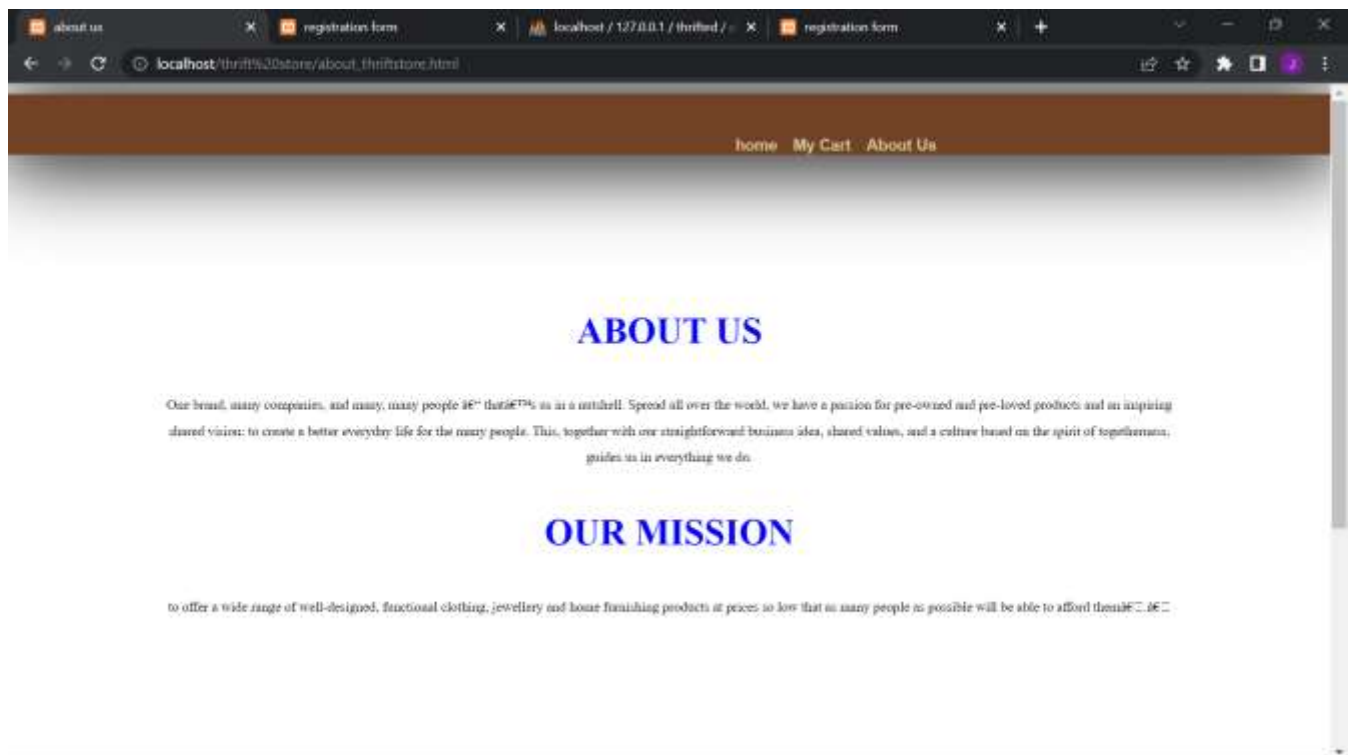 about us
registration form
localhost / 127.0.0.1 / thrifted /
registration form
localhost/thrift%20store/about_thriftstore.html
home My Cart About Us
ABOUT US
Our brand, many companies, and many, many people â€“ thatâ€™s us in a nutshell. Spread all over the world, we have a passion for pre-owned and pre-loved products and an inspiring
shared vision: to create a better everyday life for the many people. This, together with our straightforward business idea, shared values, and a culture based on the spirit of togetherness,
guides us in everything we do.
OUR MISSION
to offer a wide range of well-designed, functional clothing, jewellery and home furnishing products at prices so low that as many people as possible will be able to afford them